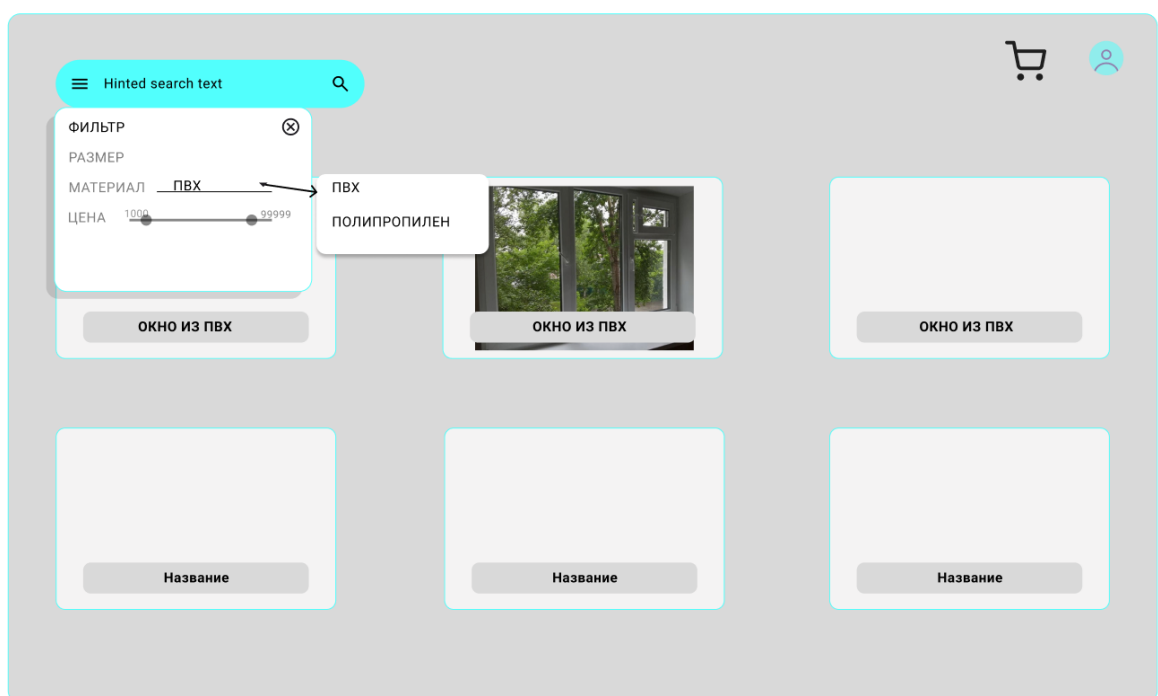 Hinted search text
ФИЛЬТР
РАЗМЕР
МАТЕРИАЛ ПВХ
ПВХ
ЦЕНА 1000 99999
ПОЛИПРОПИЛЕН
ОКНО ИЗ ПВХ
ОКНО ИЗ ПВХ
ОКНО ИЗ ПВХ
Название
Название
Название